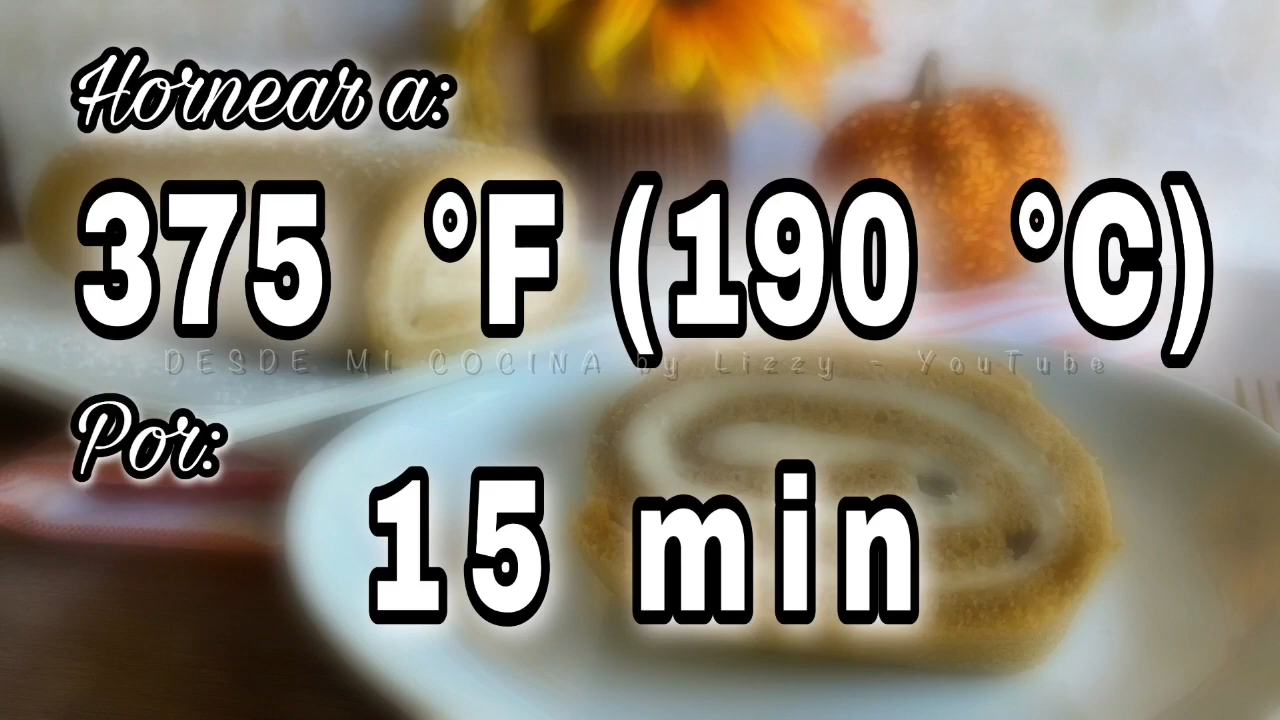 Hornear a:
375 °F (190 °C)
DESDE MI COCINA by Lizzy - YouTube
Por:
15 min